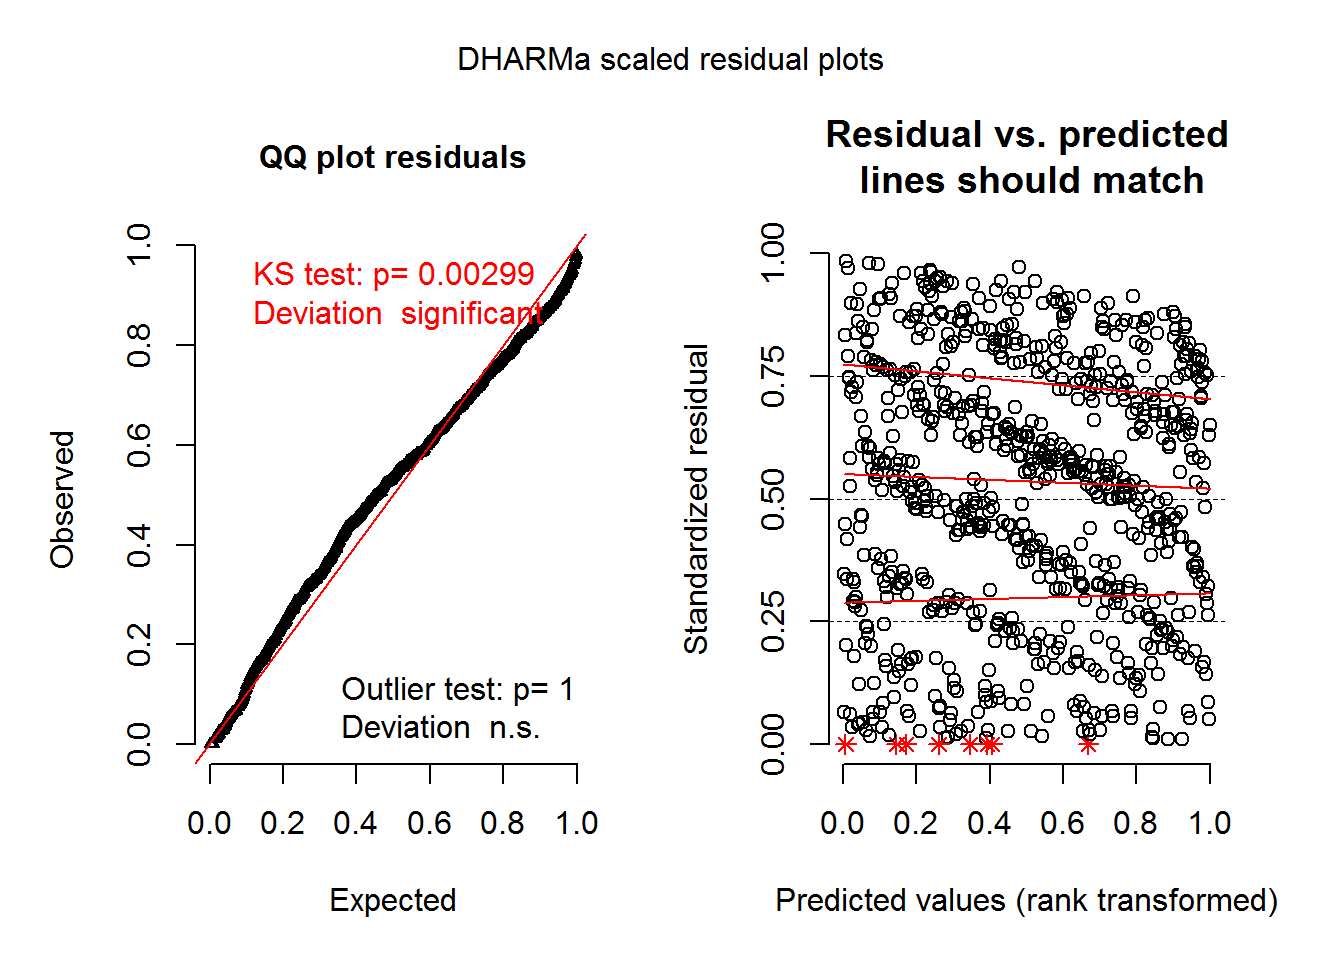 DHARMa scaled residual plots
QQ plot residuals
KS test: p= 0.00299
Deviation  significant
Outlier test: p= 1
Deviation  n.s.
Observed
0.0 0.2 0.4 0.6 0.8 1.0
0.0 0.2 0.4 0.6 0.8 1.0
Expected
Residual vs. predicted
lines should match
Standardized residual
0.00 0.25 0.50 0.75 1.00
0.0 0.2 0.4 0.6 0.8 1.0
Predicted values (rank transformed)